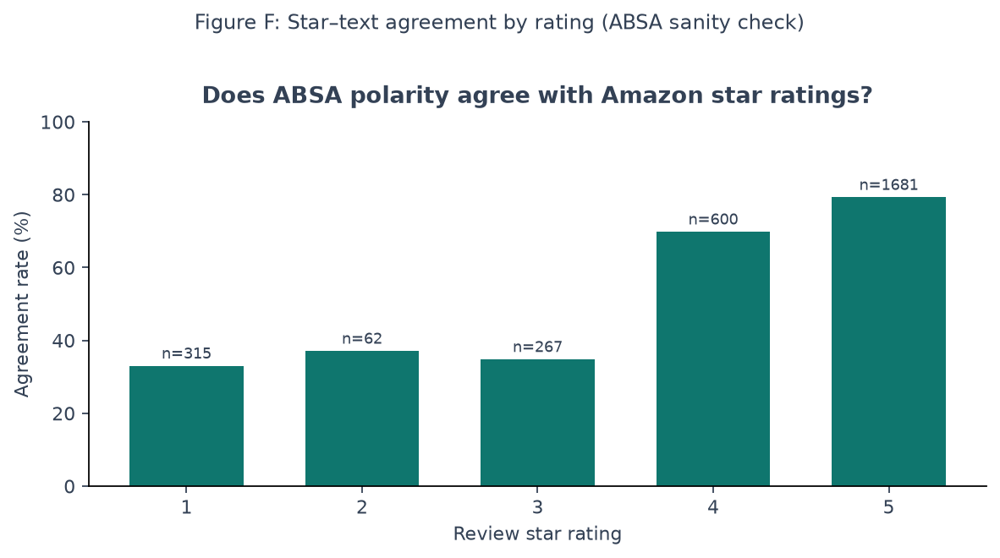 Figure F: Star–text agreement by rating (ABSA sanity check)
Does ABSA polarity agree with Amazon star ratings?
Agreement rate (%)
100
80
60
40
20
0
n=315
n=62
n=267
n=600
n=1681
1 2 3 4 5
Review star rating